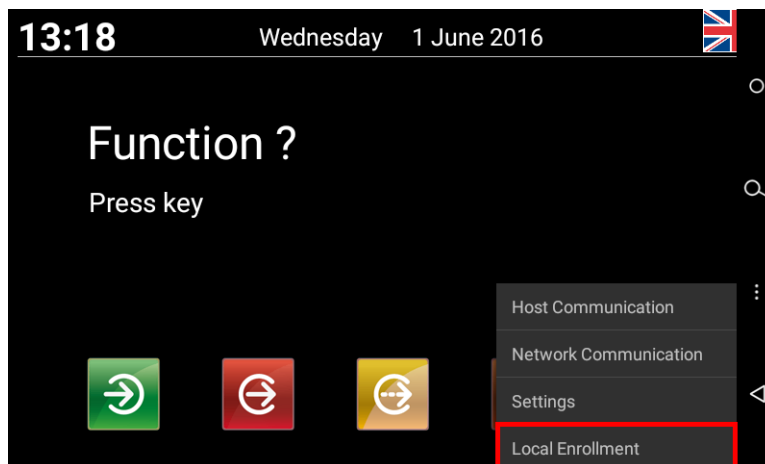 13:18 Wednesday 1 June 2016
Function ?
Press key
Host Communication
Network Communication
Settings
Local Enrollment